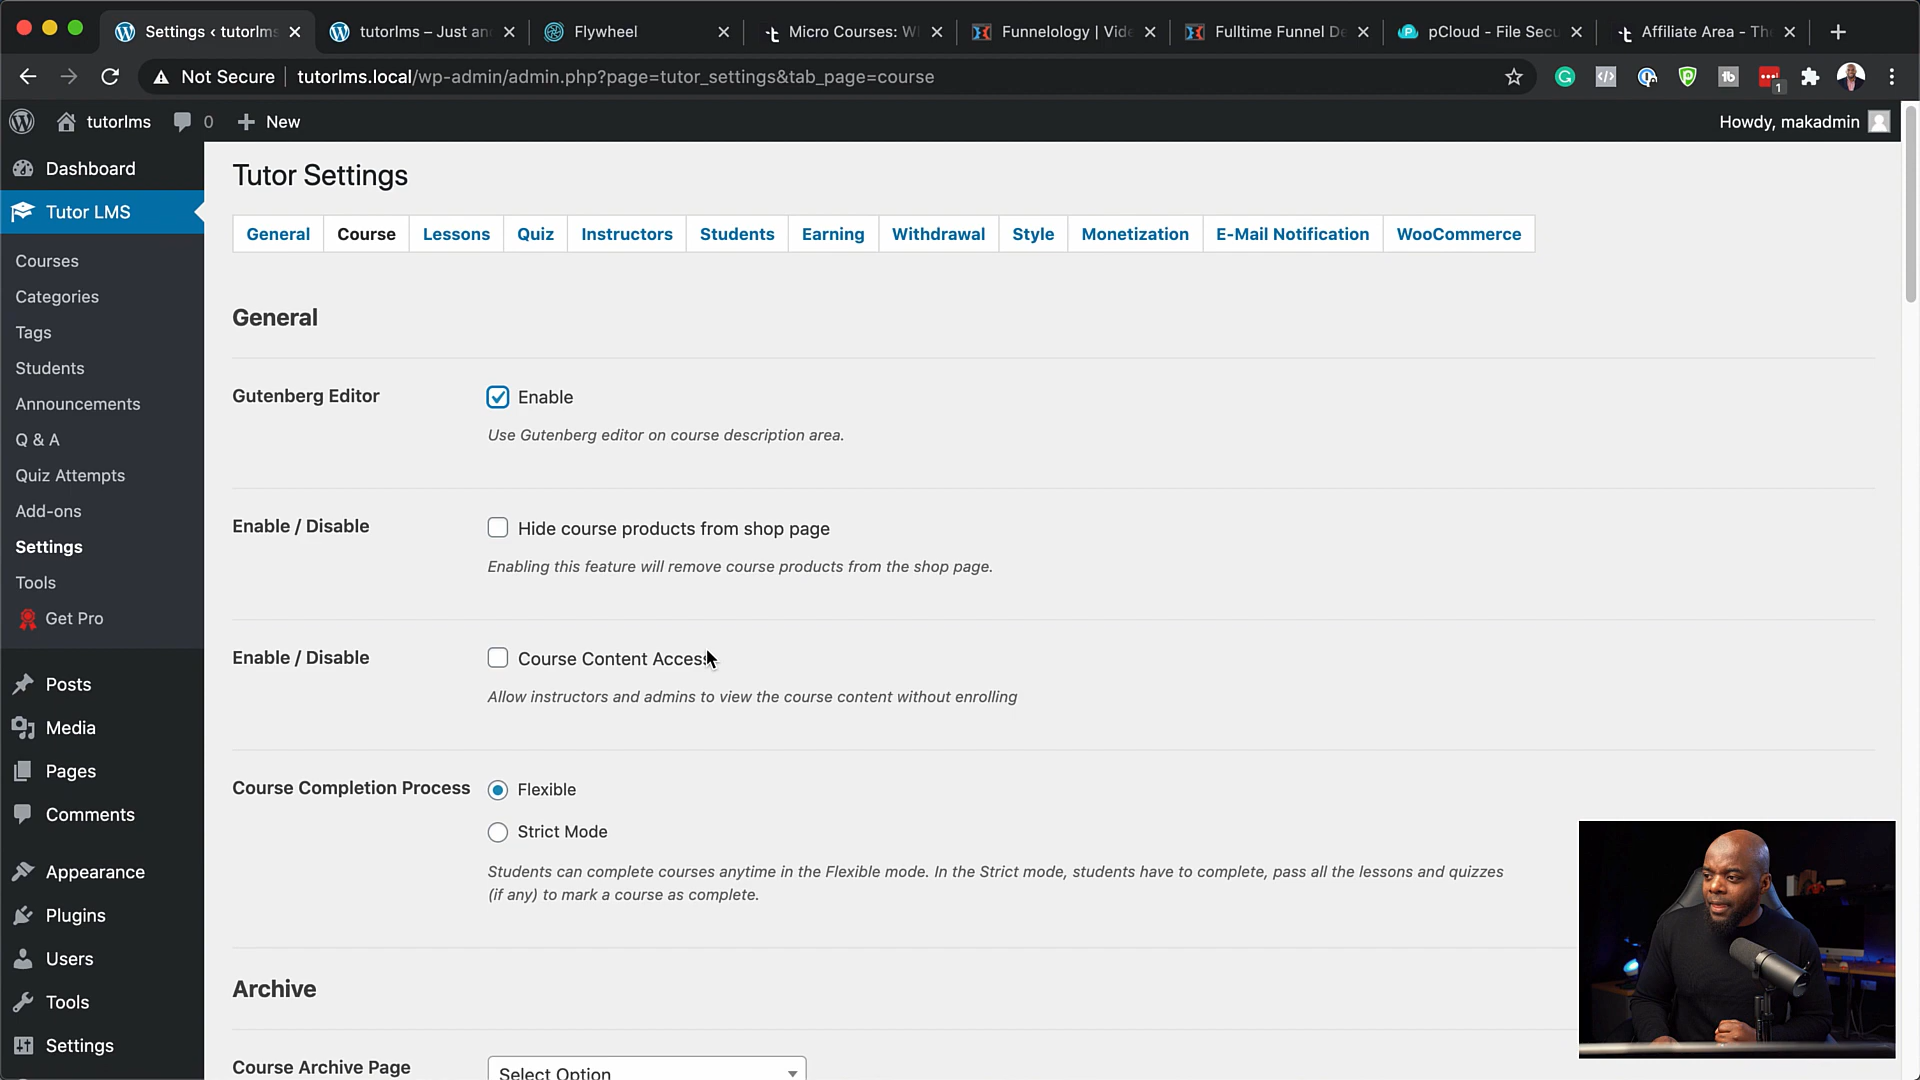 Settings ‹ tutorlms
tutorlms – Just an
Flywheel
Micro Courses: W
Funnelology | Vid
Fulltime Funnel De
pCloud - File Secu
Affiliate Area - Th
Not Secure
tutorlms.local/wp-admin/admin.php?page=tutor_settings&tab_page=course
1
tutorlms
0
New
Howdy, makadmin
Dashboard
Tutor LMS
Courses
Categories
Tags
Students
Announcements
Q & A
Quiz Attempts
Add-ons
Settings
Tools
Get Pro
Posts
Media
Pages
Comments
Appearance
Plugins
Users
Tools
Settings
Tutor Settings
General
Course
Lessons
Quiz
Instructors
Students
Earning
Withdrawal
Style
Monetization
E-Mail Notification
WooCommerce
General
Gutenberg Editor
Enable
Use Gutenberg editor on course description area.
Enable / Disable
Hide course products from shop page
Enabling this feature will remove course products from the shop page.
Enable / Disable
Course Content Access
Allow instructors and admins to view the course content without enrolling
Course Completion Process
Flexible
Strict Mode
Students can complete courses anytime in the Flexible mode. In the Strict mode, students have to complete, pass all the lessons and quizzes
(if any) to mark a course as complete.
Archive
Course Archive Page
Select Option